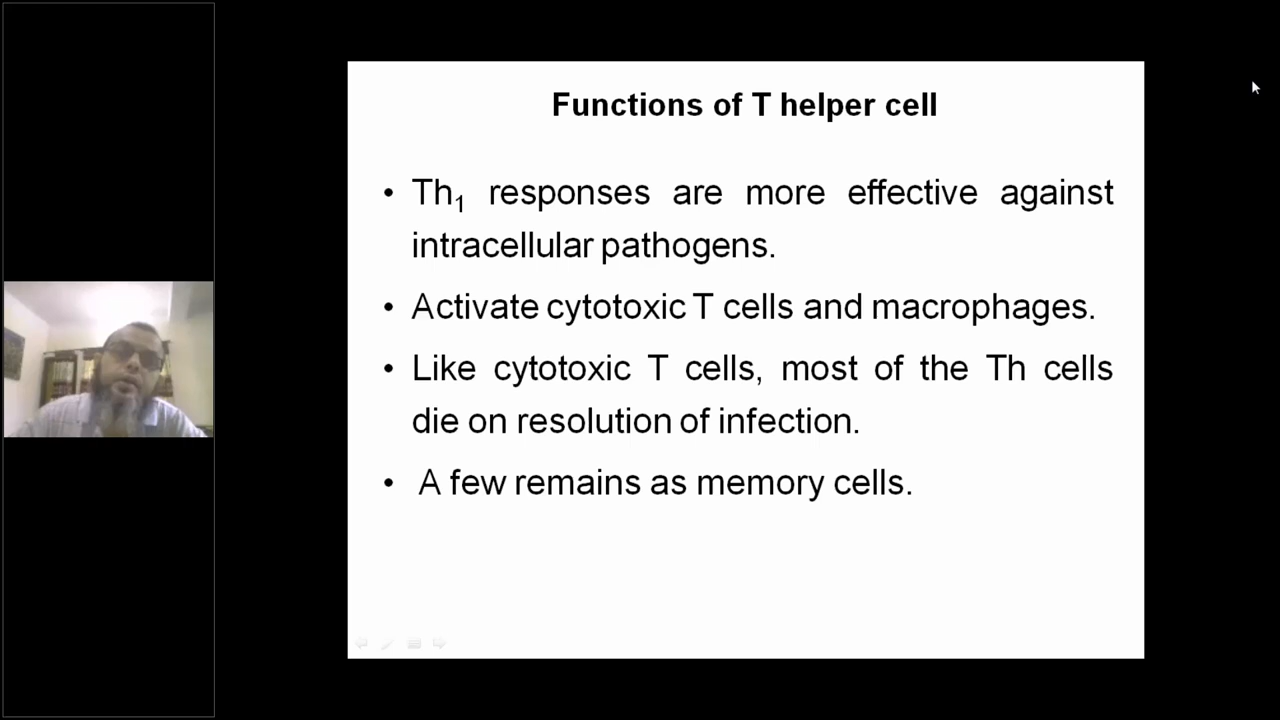 Functions of T helper cell
• Th₁ responses are more effective against
intracellular pathogens.
• Activate cytotoxic T cells and macrophages.
• Like cytotoxic T cells, most of the Th cells
die on resolution of infection.
• A few remains as memory cells.